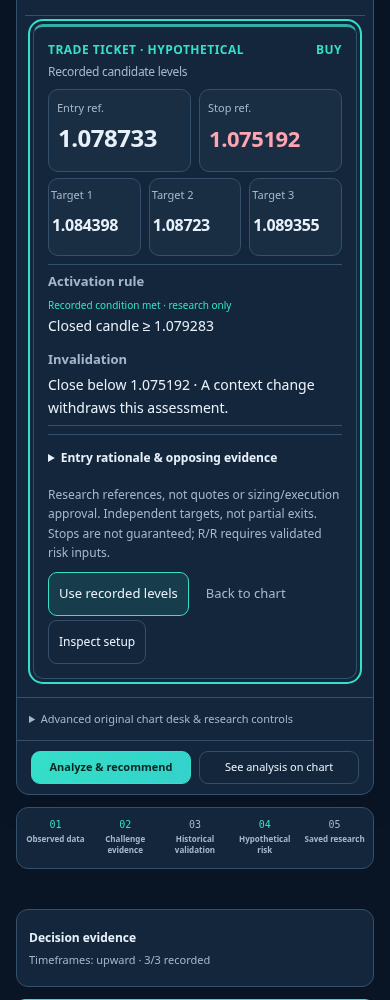 TRADE TICKET · HYPOTHETICAL BUY
Recorded candidate levels
Entry ref. Stop ref.
1.078733 1.075192
Target 1 Target 2 Target 3
1.084398 1.08723 1.089355
Activation rule
Recorded condition met · research only
Closed candle ≥ 1.079283
Invalidation
Close below 1.075192 · A context change
withdraws this assessment.
▶ Entry rationale & opposing evidence
Research references, not quotes or sizing/execution
approval. Independent targets, not partial exits.
Stops are not guaranteed; R/R requires validated
risk inputs.
Use recorded levels Back to chart
Inspect setup
▶ Advanced original chart desk & research controls
Analyze & recommend See analysis on chart
01 02 03 04 05
Observed data Challenge Historical Hypothetical Saved research
evidence validation risk
Decision evidence
Timeframes: upward · 3/3 recorded